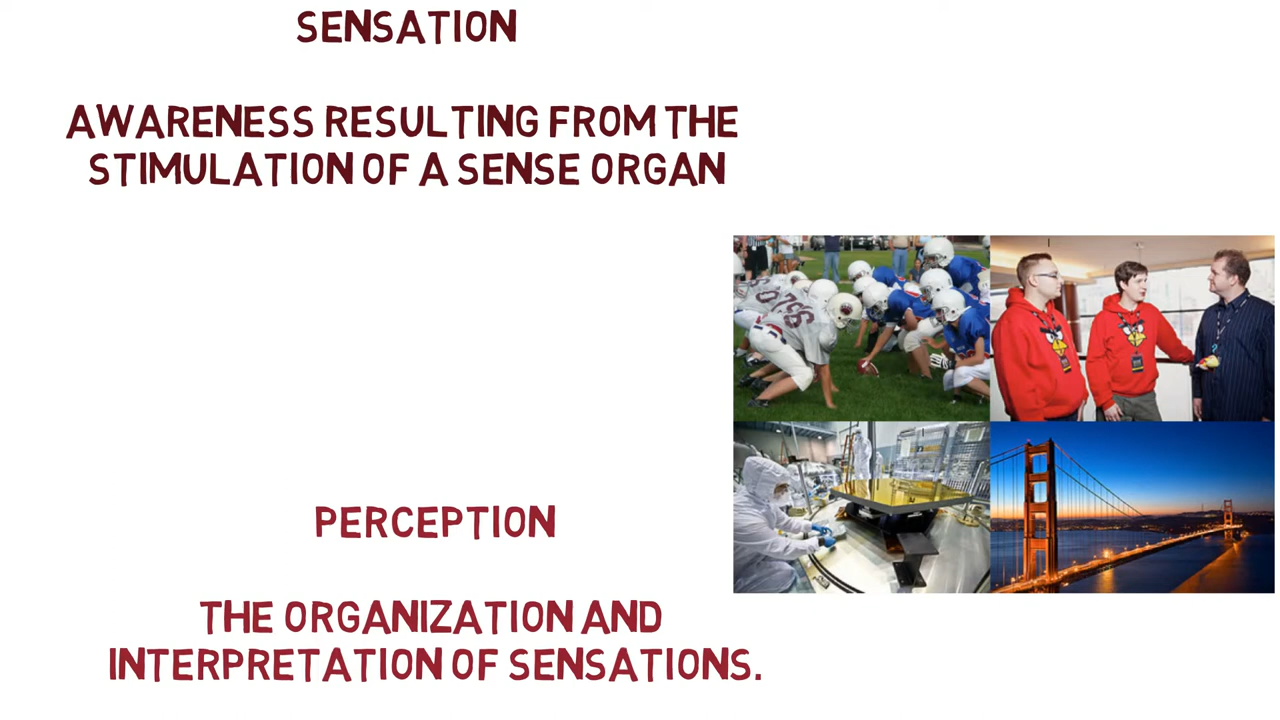 SENSATION
AWARENESS RESULTING FROM THE
STIMULATION OF A SENSE ORGAN
PERCEPTION
THE ORGANIZATION AND
INTERPRETATION OF SENSATIONS.